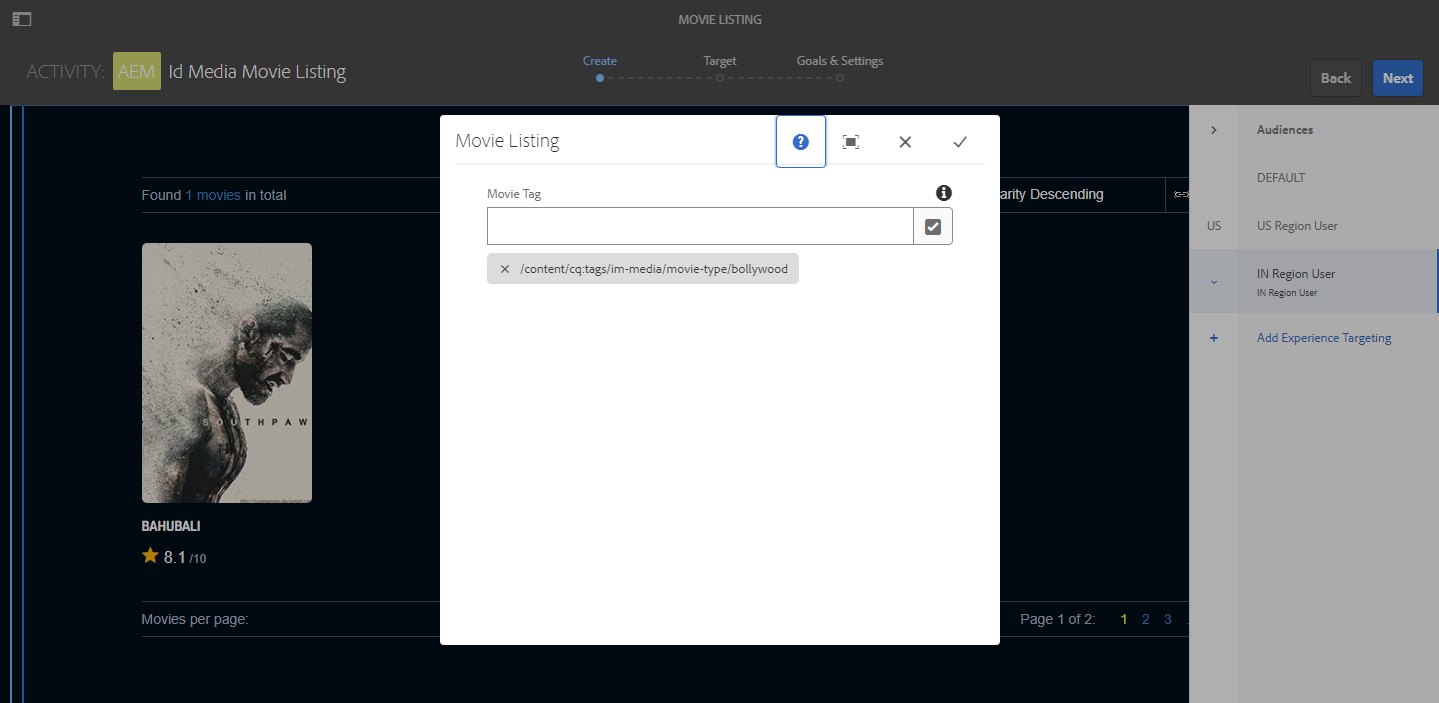 MOVIE LISTING
ACTIVITY: AEM Id Media Movie Listing
Create Target Goals & Settings
Back Next
Movie Listing
Audiences
DEFAULT
US US Region User
IN Region User
IN Region User
Add Experience Targeting
Found 1 movies in total
arity Descending
Movie Tag
/content/cq:tags/im-media/movie-type/bollywood
SOUTHPAW
BAHUBALI
8.1 /10
Movies per page:
Page 1 of 2: 1 2 3 .